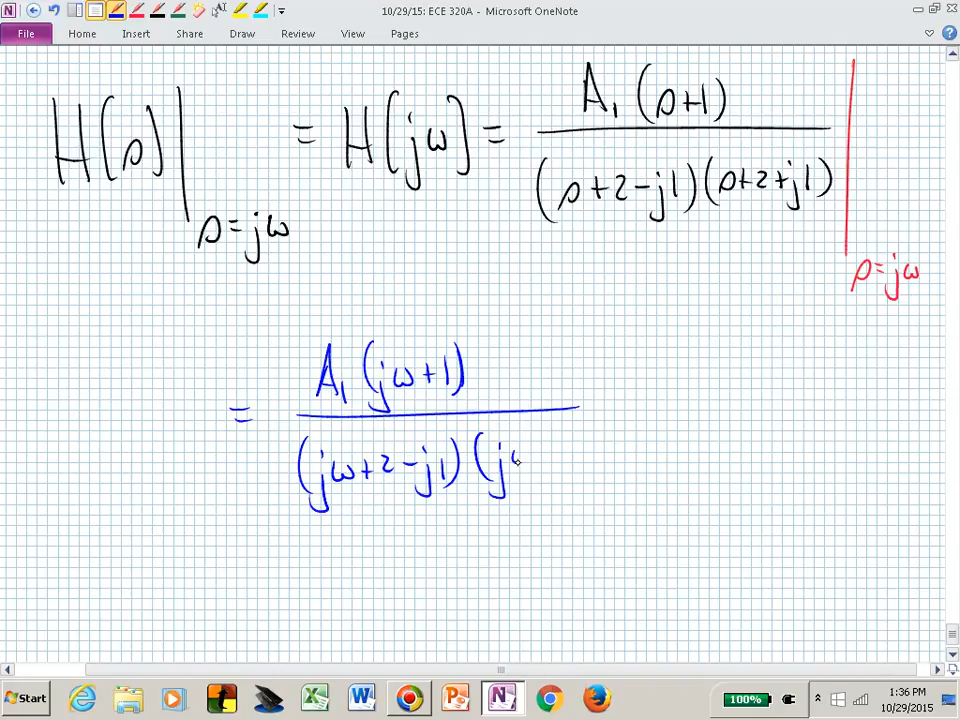 10/29/15: ECE 320A - Microsoft OneNote
File Home Insert Share Draw Review View Pages
H(s)|s=jω = H(jω) = A₁(s+1) / (s+2-j1)(s+2+j1) |s=jω
= A₁(jω+1) / (jω+2-j1)(jω
Start
100%
1:36 PM
10/29/2015